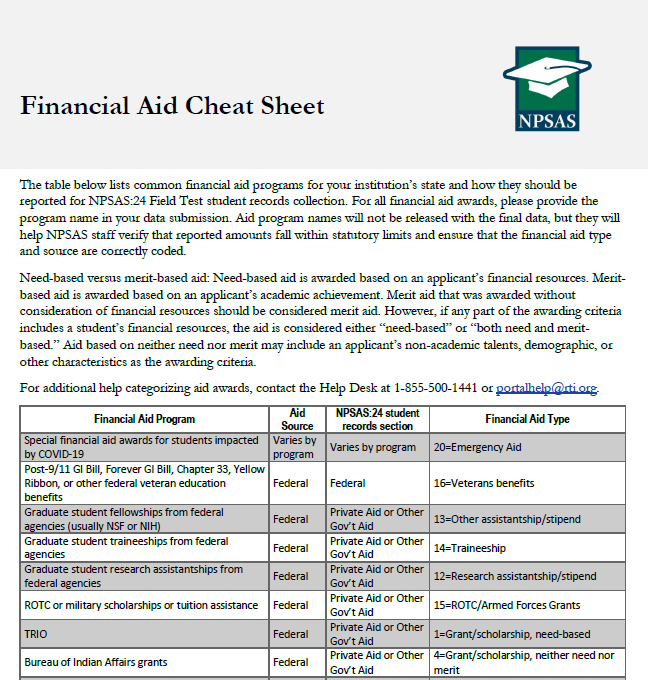 Financial Aid Cheat Sheet
NPSAS
The table below lists common financial aid programs for your institution's state and how they should be
reported for NPSAS:24 Field Test student records collection. For all financial aid awards, please provide the
program name in your data submission. Aid program names will not be released with the final data, but they will
help NPSAS staff verify that reported amounts fall within statutory limits and ensure that the financial aid type
and source are correctly coded.
Need-based versus merit-based aid: Need-based aid is awarded based on an applicant's financial resources. Merit-
based aid is awarded based on an applicant's academic achievement. Merit aid that was awarded without
consideration of financial resources should be considered merit aid. However, if any part of the awarding criteria
includes a student's financial resources, the aid is considered either "need-based" or "both need and merit-
based." Aid based on neither need nor merit may include an applicant's non-academic talents, demographic, or
other characteristics as the awarding criteria.
For additional help categorizing aid awards, contact the Help Desk at 1-855-500-1441 or portalhelp@rti.org.
Financial Aid Program
Aid
Source
NPSAS:24 student
records section
Financial Aid Type
Special financial aid awards for students impacted
by COVID-19
Varies by
program
Varies by program
20=Emergency Aid
Post-9/11 GI Bill, Forever GI Bill, Chapter 33, Yellow
Ribbon, or other federal veteran education
benefits
Federal
Federal
16=Veterans benefits
Graduate student fellowships from federal
agencies (usually NSF or NIH)
Federal
Private Aid or Other
Gov't Aid
13=Other assistantship/stipend
Graduate student traineeships from federal
agencies
Federal
Private Aid or Other
Gov't Aid
14=Traineeship
Graduate student research assistantships from
federal agencies
Federal
Private Aid or Other
Gov't Aid
12=Research assistantship/stipend
ROTC or military scholarships or tuition assistance
Federal
Private Aid or Other
Gov't Aid
15=ROTC/Armed Forces Grants
TRIO
Federal
Private Aid or Other
Gov't Aid
1=Grant/scholarship, need-based
Bureau of Indian Affairs grants
Federal
Private Aid or Other
Gov't Aid
4=Grant/scholarship, neither need nor
merit